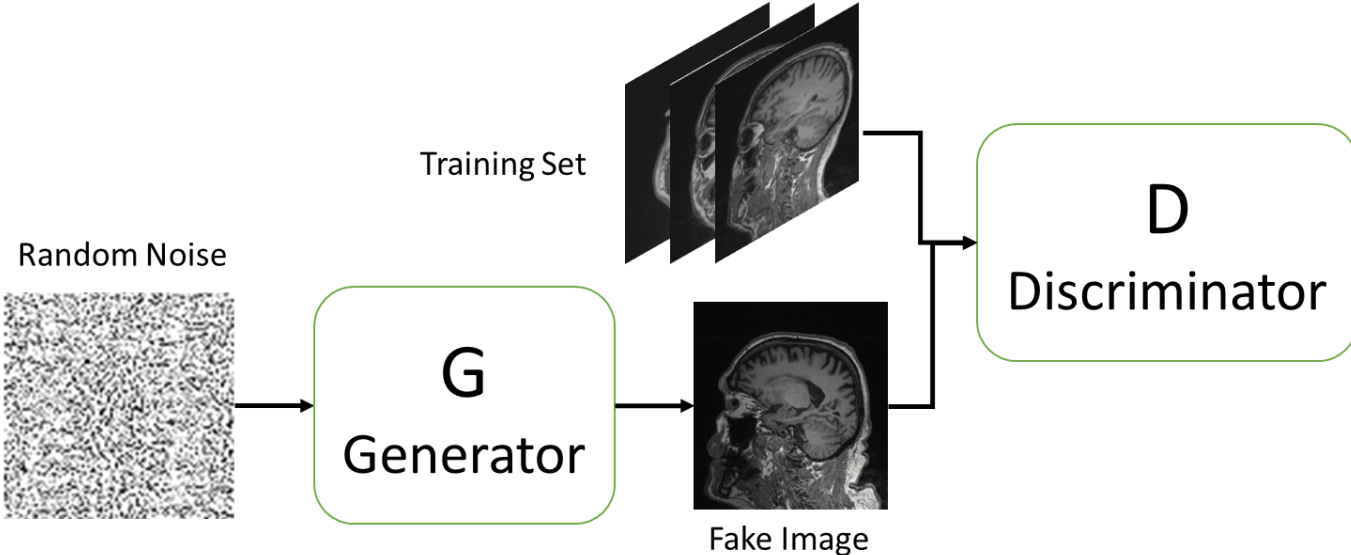 Training Set
Random Noise
G
Generator
Fake Image
D
Discriminator